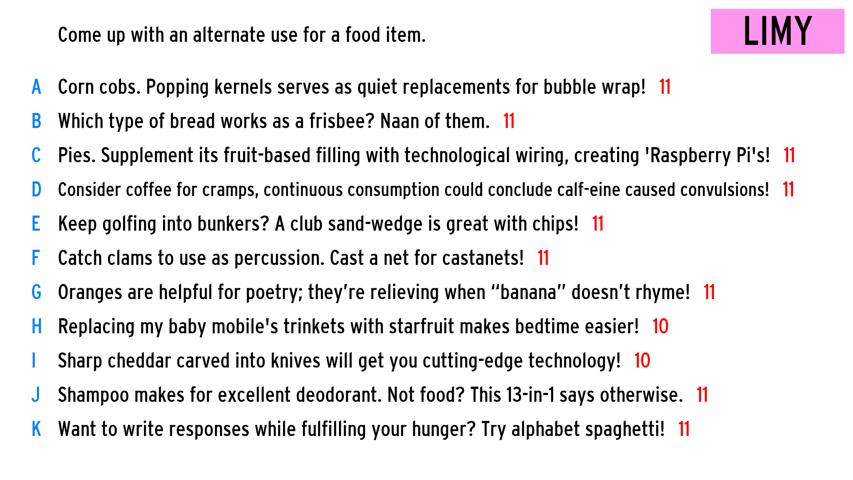 Come up with an alternate use for a food item.
LIMY
A Corn cobs. Popping kernels serves as quiet replacements for bubble wrap! 11
B Which type of bread works as a frisbee? Naan of them. 11
C Pies. Supplement its fruit-based filling with technological wiring, creating 'Raspberry Pi's! 11
D Consider coffee for cramps, continuous consumption could conclude calf-eine caused convulsions! 11
E Keep golfing into bunkers? A club sand-wedge is great with chips! 11
F Catch clams to use as percussion. Cast a net for castanets! 11
G Oranges are helpful for poetry; they’re relieving when “banana” doesn’t rhyme! 11
H Replacing my baby mobile's trinkets with starfruit makes bedtime easier! 10
I Sharp cheddar carved into knives will get you cutting-edge technology! 10
J Shampoo makes for excellent deodorant. Not food? This 13-in-1 says otherwise. 11
K Want to write responses while fulfilling your hunger? Try alphabet spaghetti! 11